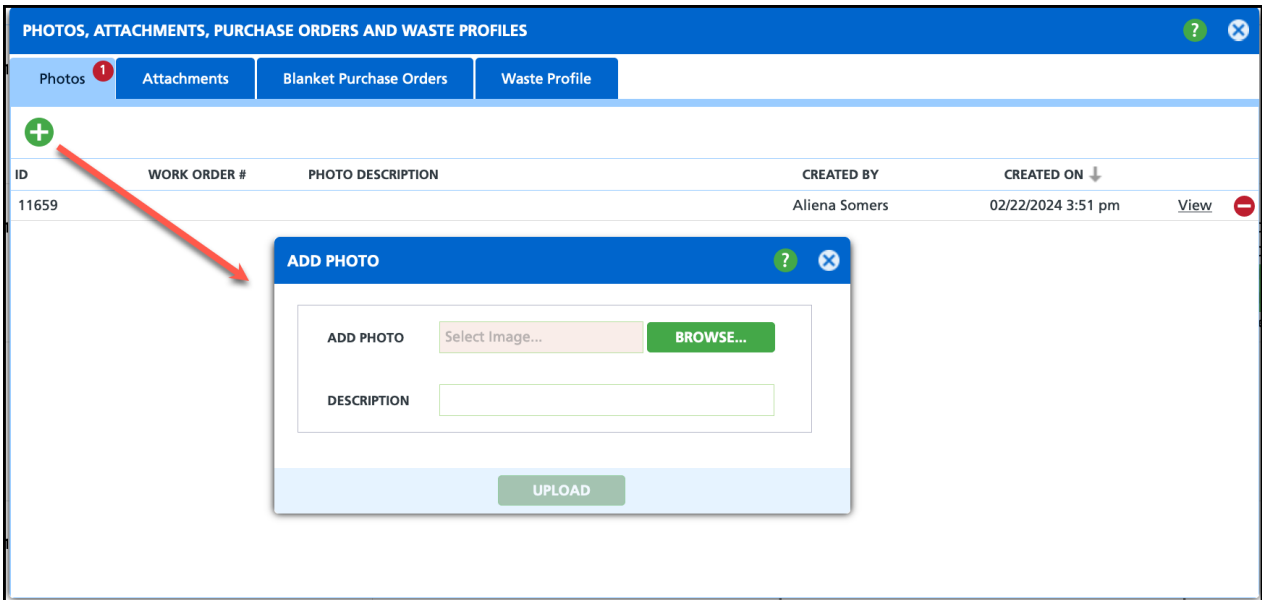 PHOTOS, ATTACHMENTS, PURCHASE ORDERS AND WASTE PROFILES ?
Photos 1 Attachments Blanket Purchase Orders Waste Profile
ID WORK ORDER # PHOTO DESCRIPTION CREATED BY CREATED ON
11659 Aliena Somers 02/22/2024 3:51 pm View
ADD PHOTO ?
ADD PHOTO Select Image... BROWSE...
DESCRIPTION
UPLOAD